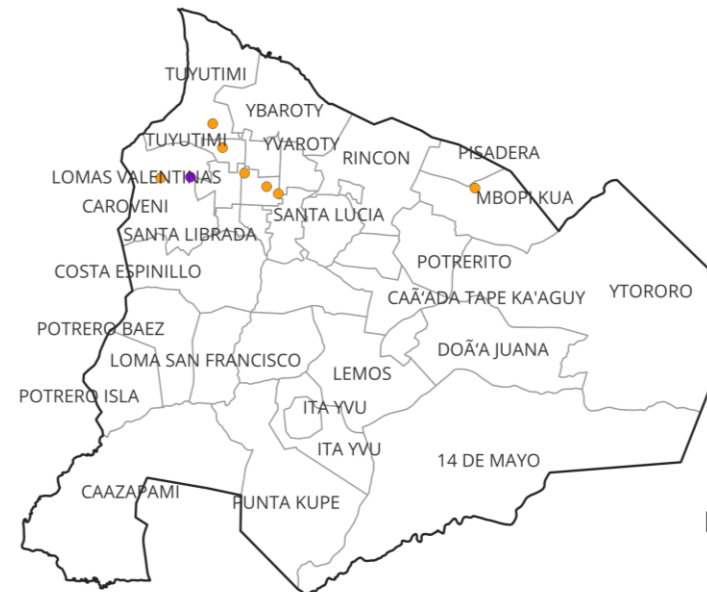 TUYUTIMI
YBAROTY
TUYUTIMI
YVAROTY
RINCON
PISADERA
LOMAS VALENTINAS
MBOPI KUA
CAROVENI
SANTA LUCIA
SANTA LIBRADA
POTRERITO
COSTA ESPINILLO
YTORORO
CAÃ‘ADA TAPE KA'AGUY
POTRERO BAEZ
DOÃ‘A JUANA
LOMA SAN FRANCISCO
LEMOS
POTRERO ISLA
ITA YVU
ITA YVU
14 DE MAYO
CAAZAPAMI
PUNTA KUPE